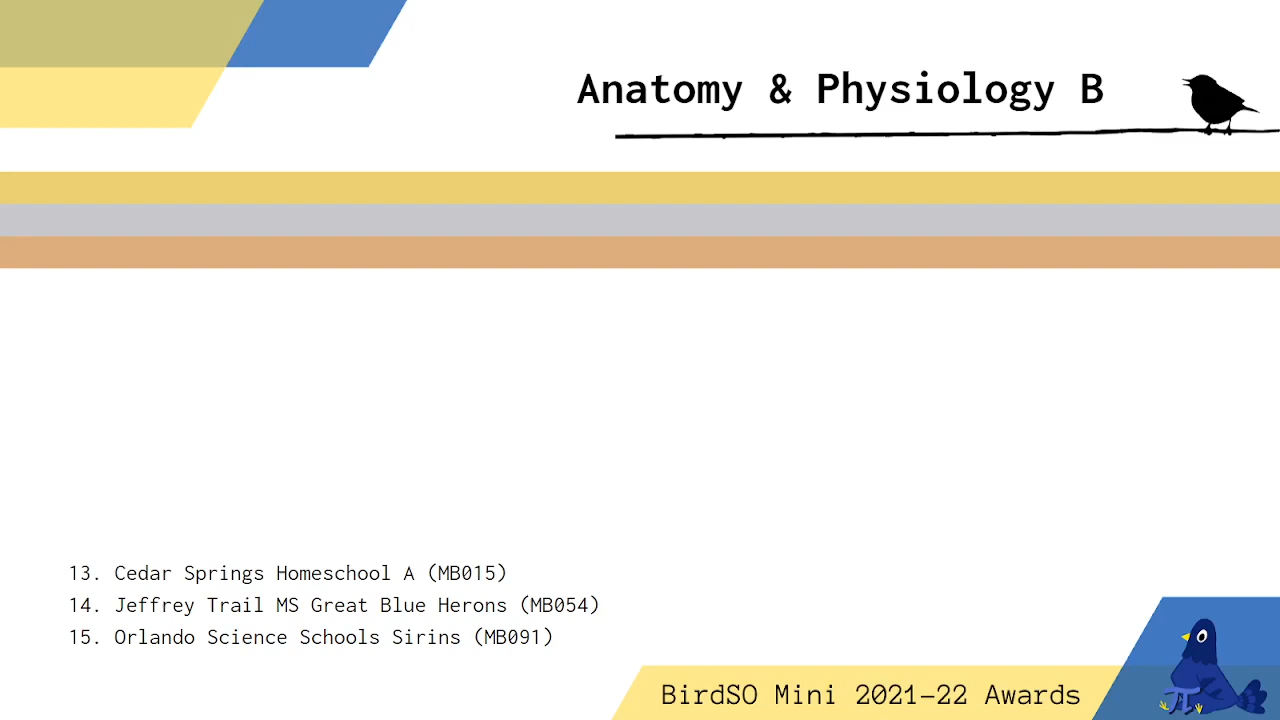 Anatomy & Physiology B
13. Cedar Springs Homeschool A (MB015)
14. Jeffrey Trail MS Great Blue Herons (MB054)
15. Orlando Science Schools Sirins (MB091)
BirdSO Mini 2021–22 Awards